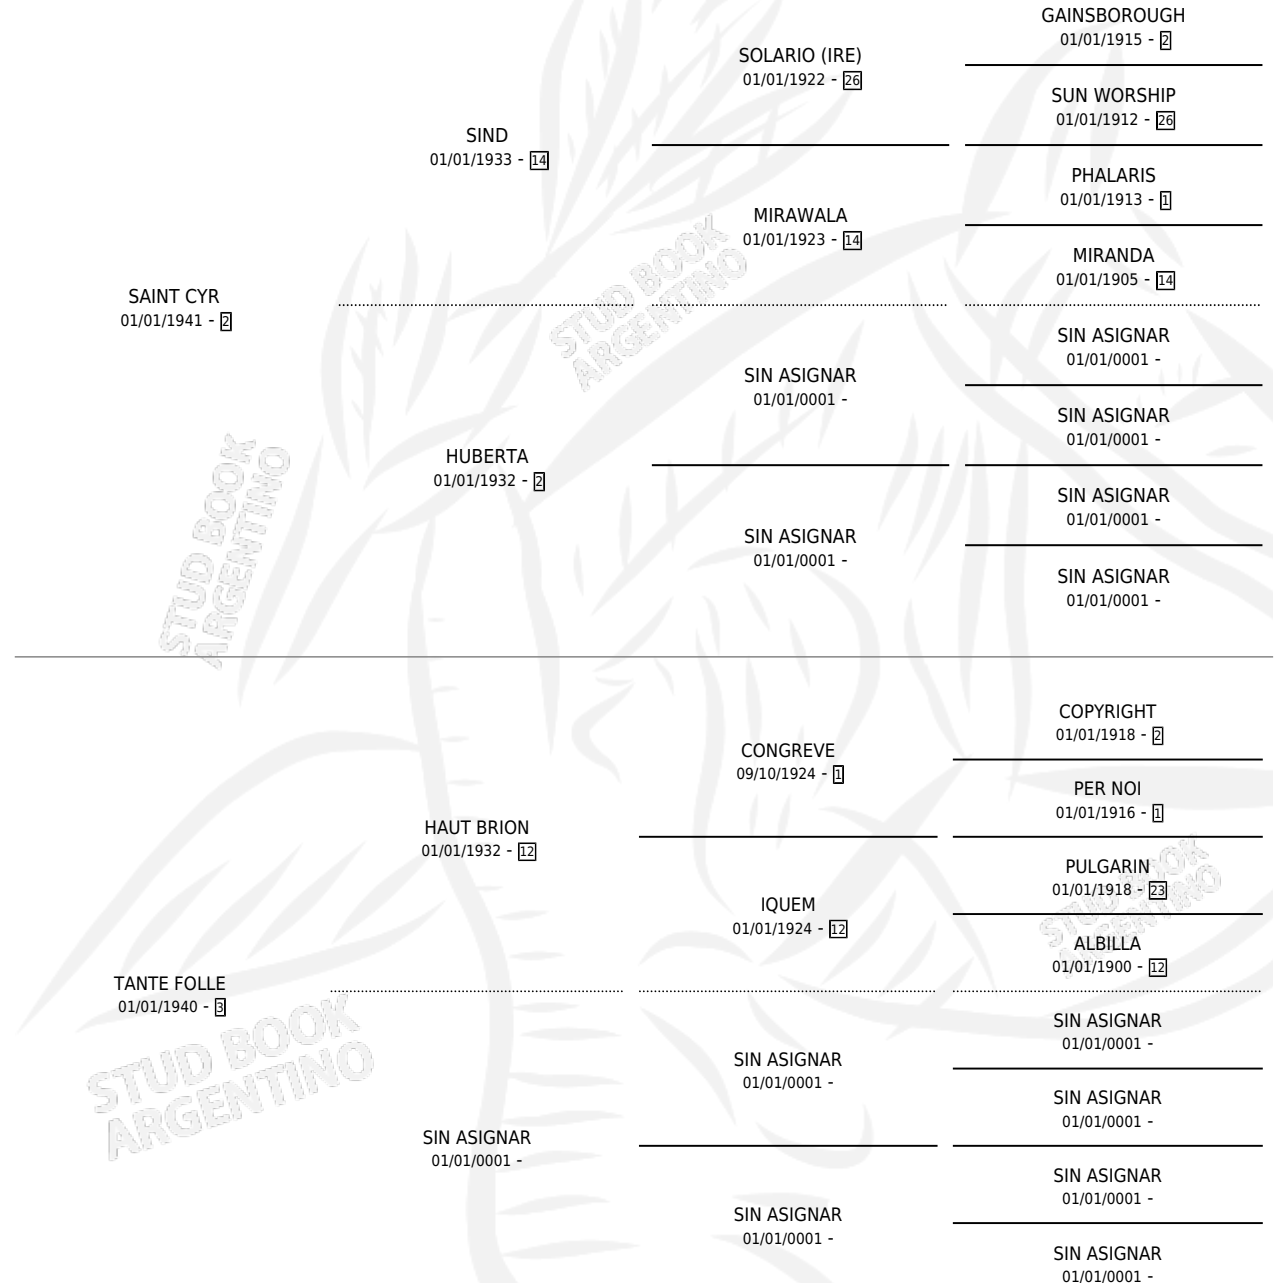 GAINSBOROUGH
01/01/1915 - 2
SOLARIO (IRE)
01/01/1922 - 26
SUN WORSHIP
01/01/1912 - 26
SIND
01/01/1933 - 14
PHALARIS
01/01/1913 - 1
MIRAWALA
01/01/1923 - 14
MIRANDA
01/01/1905 - 14
SAINT CYR
01/01/1941 - 2
SIN ASIGNAR
01/01/0001 -
SIN ASIGNAR
01/01/0001 -
SIN ASIGNAR
01/01/0001 -
HUBERTA
01/01/1932 - 2
SIN ASIGNAR
01/01/0001 -
SIN ASIGNAR
01/01/0001 -
SIN ASIGNAR
01/01/0001 -
STUD BOOK
ARGENTINO
STUD BOOK
ARGENTINO
COPYRIGHT
01/01/1918 - 2
CONGREVE
09/10/1924 - 1
PER NOI
01/01/1916 - 1
HAUT BRION
01/01/1932 - 12
PULGARIN
01/01/1918 - 23
IQUEM
01/01/1924 - 12
ALBILLA
01/01/1900 - 12
TANTE FOLLE
01/01/1940 - 3
SIN ASIGNAR
01/01/0001 -
SIN ASIGNAR
01/01/0001 -
SIN ASIGNAR
01/01/0001 -
SIN ASIGNAR
01/01/0001 -
SIN ASIGNAR
01/01/0001 -
SIN ASIGNAR
01/01/0001 -
SIN ASIGNAR
01/01/0001 -
STUD BOOK
ARGENTINO
STUD BOOK
ARGENTINO